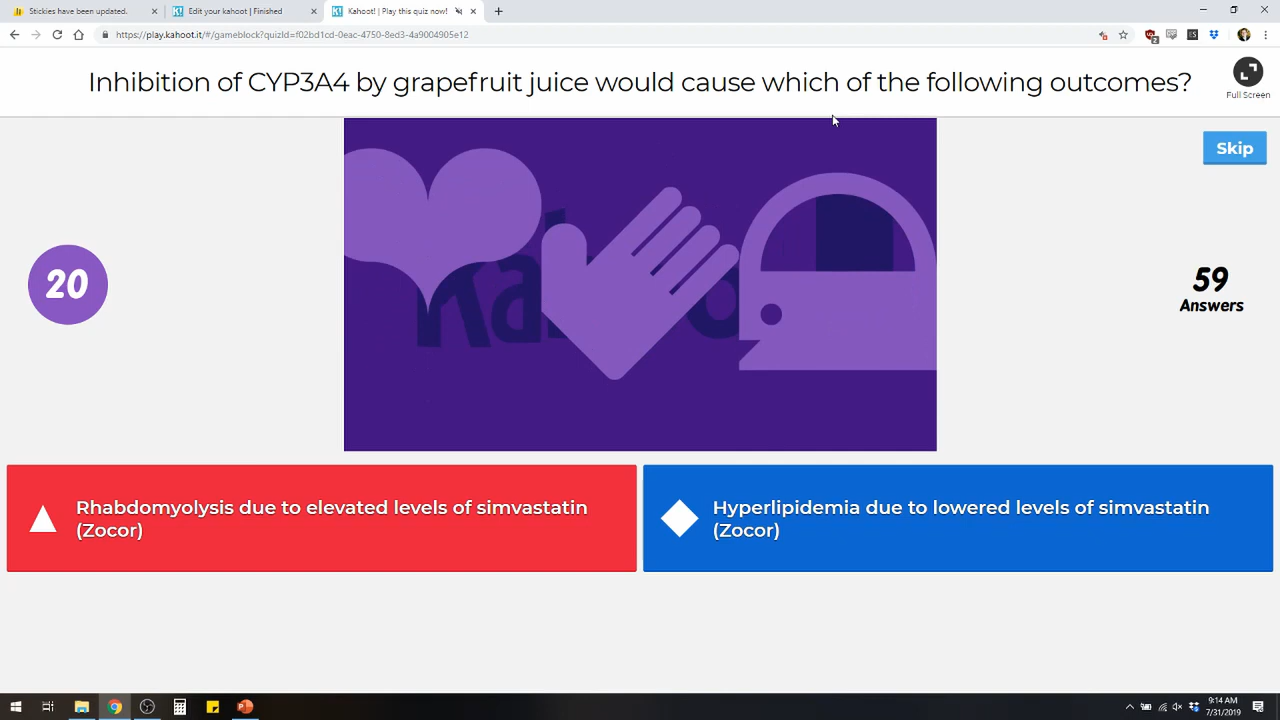 Stickies have been updated.
Edit your kahoot | Finished
Kahoot! | Play this quiz now!
https://play.kahoot.it/#/gameblock?quizId=f02bd1cd-0eac-4750-8ed3-4a9004905e12
Inhibition of CYP3A4 by grapefruit juice would cause which of the following outcomes?
Full Screen
Skip
20
59
Answers
Rhabdomyolysis due to elevated levels of simvastatin
(Zocor)
Hyperlipidemia due to lowered levels of simvastatin
(Zocor)
9:14 AM
7/31/2019